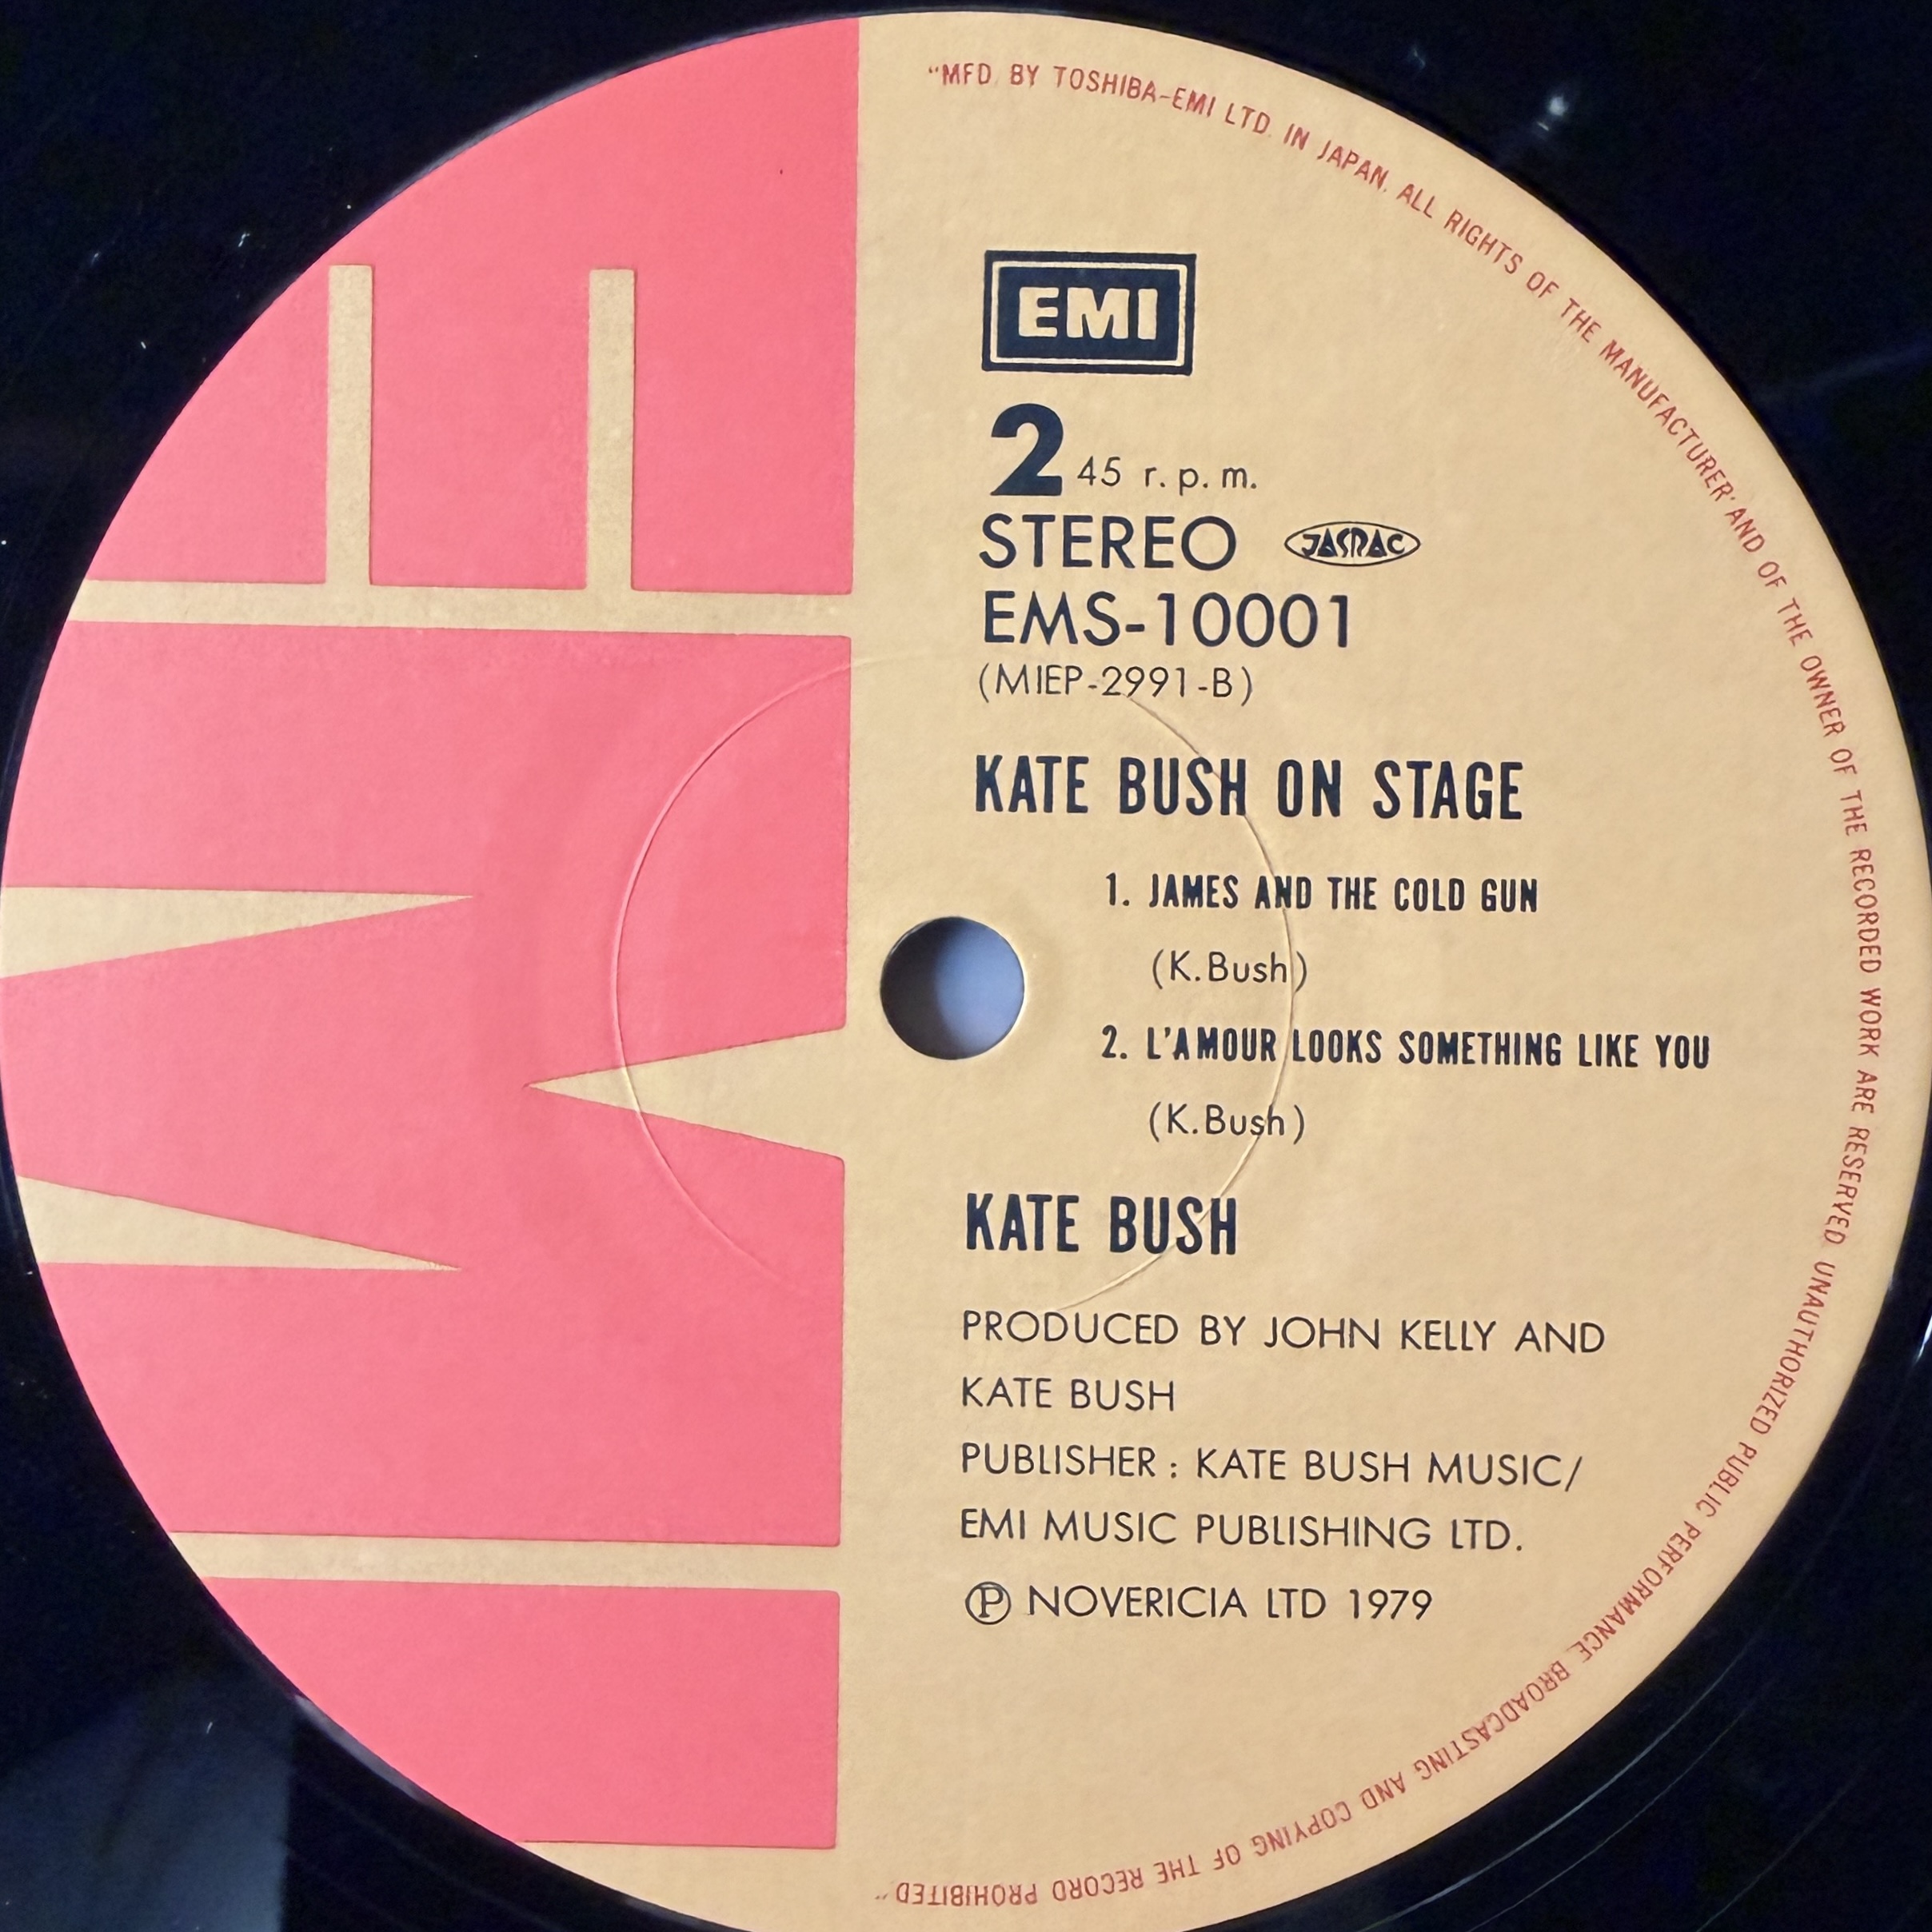 "MFD. BY TOSHIBA-EMI LTD. IN JAPAN. ALL RIGHTS OF THE MANUFACTURER AND OF THE OWNER OF THE RECORDED WORK ARE RESERVED UNAUTHORIZED PUBLIC PERFORMANCE BROADCASTING AND COPYING OF THE RECORD PROHIBITED"
EMI
2 45 r.p.m.
STEREO JASRAC
EMS-10001
(MIEP-2991-B)
KATE BUSH ON STAGE
1. JAMES AND THE COLD GUN
(K.Bush)
2. L'AMOUR LOOKS SOMETHING LIKE YOU
(K.Bush)
KATE BUSH
PRODUCED BY JOHN KELLY AND
KATE BUSH
PUBLISHER : KATE BUSH MUSIC/
EMI MUSIC PUBLISHING LTD.
Ⓟ NOVERICIA LTD 1979
EMI